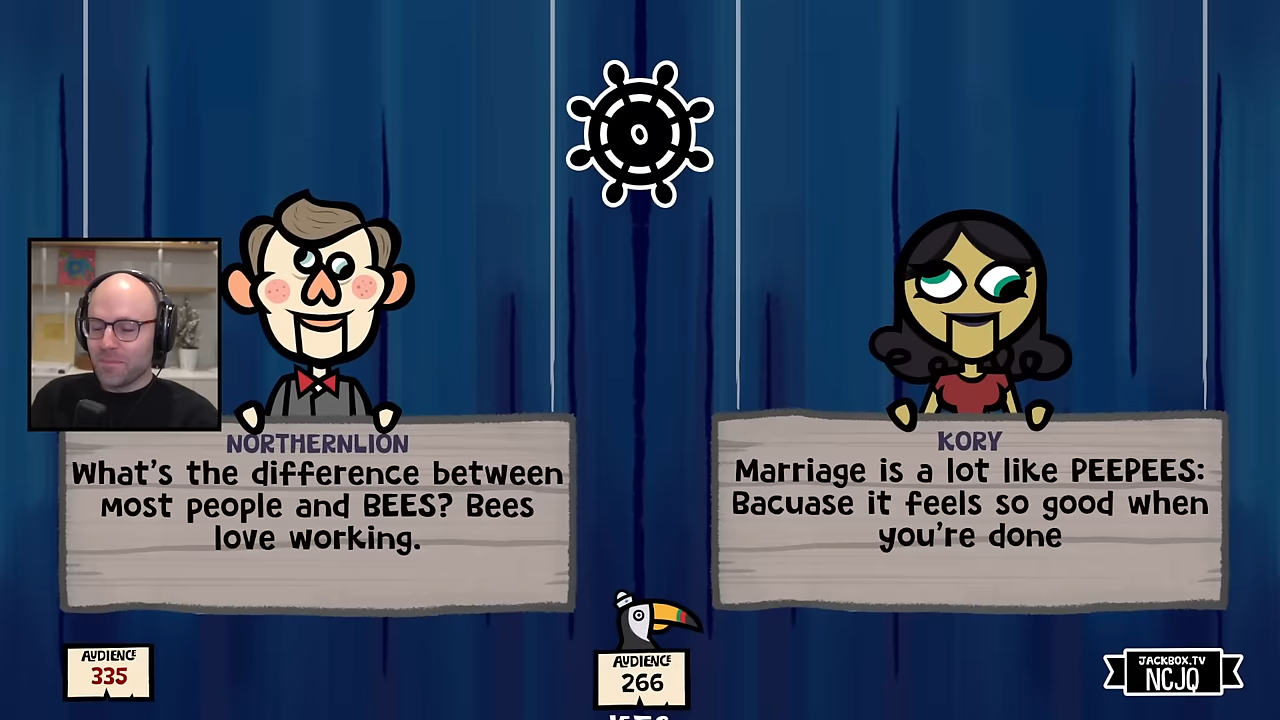 0
NORTHERNLION
What's the difference between
most people and BEES? Bees
love working.
KORY
Marriage is a lot like PEEPEES:
Bacuase it feels so good when
you're done
AUDIENCE
335
AUDIENCE
266
JACKBOX.TV
NCJQ